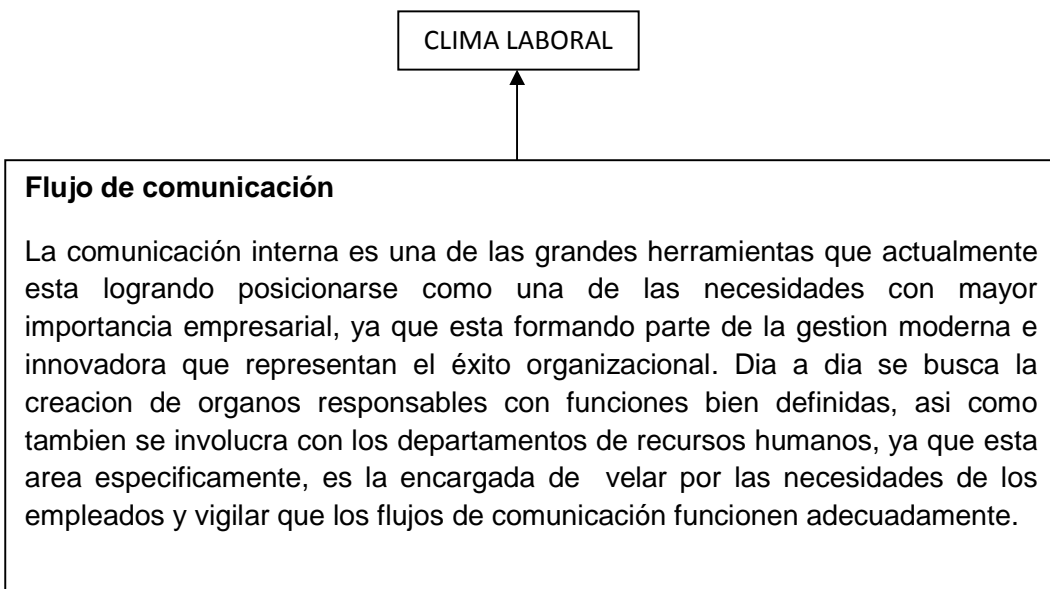 CLIMA LABORAL
Flujo de comunicación
La comunicación interna es una de las grandes herramientas que actualmente
esta logrando posicionarse como una de las necesidades con mayor
importancia empresarial, ya que esta formando parte de la gestion moderna e
innovadora que representan el éxito organizacional. Dia a dia se busca la
creacion de organos responsables con funciones bien definidas, asi como
tambien se involucra con los departamentos de recursos humanos, ya que esta
area especificamente, es la encargada de velar por las necesidades de los
empleados y vigilar que los flujos de comunicación funcionen adecuadamente.